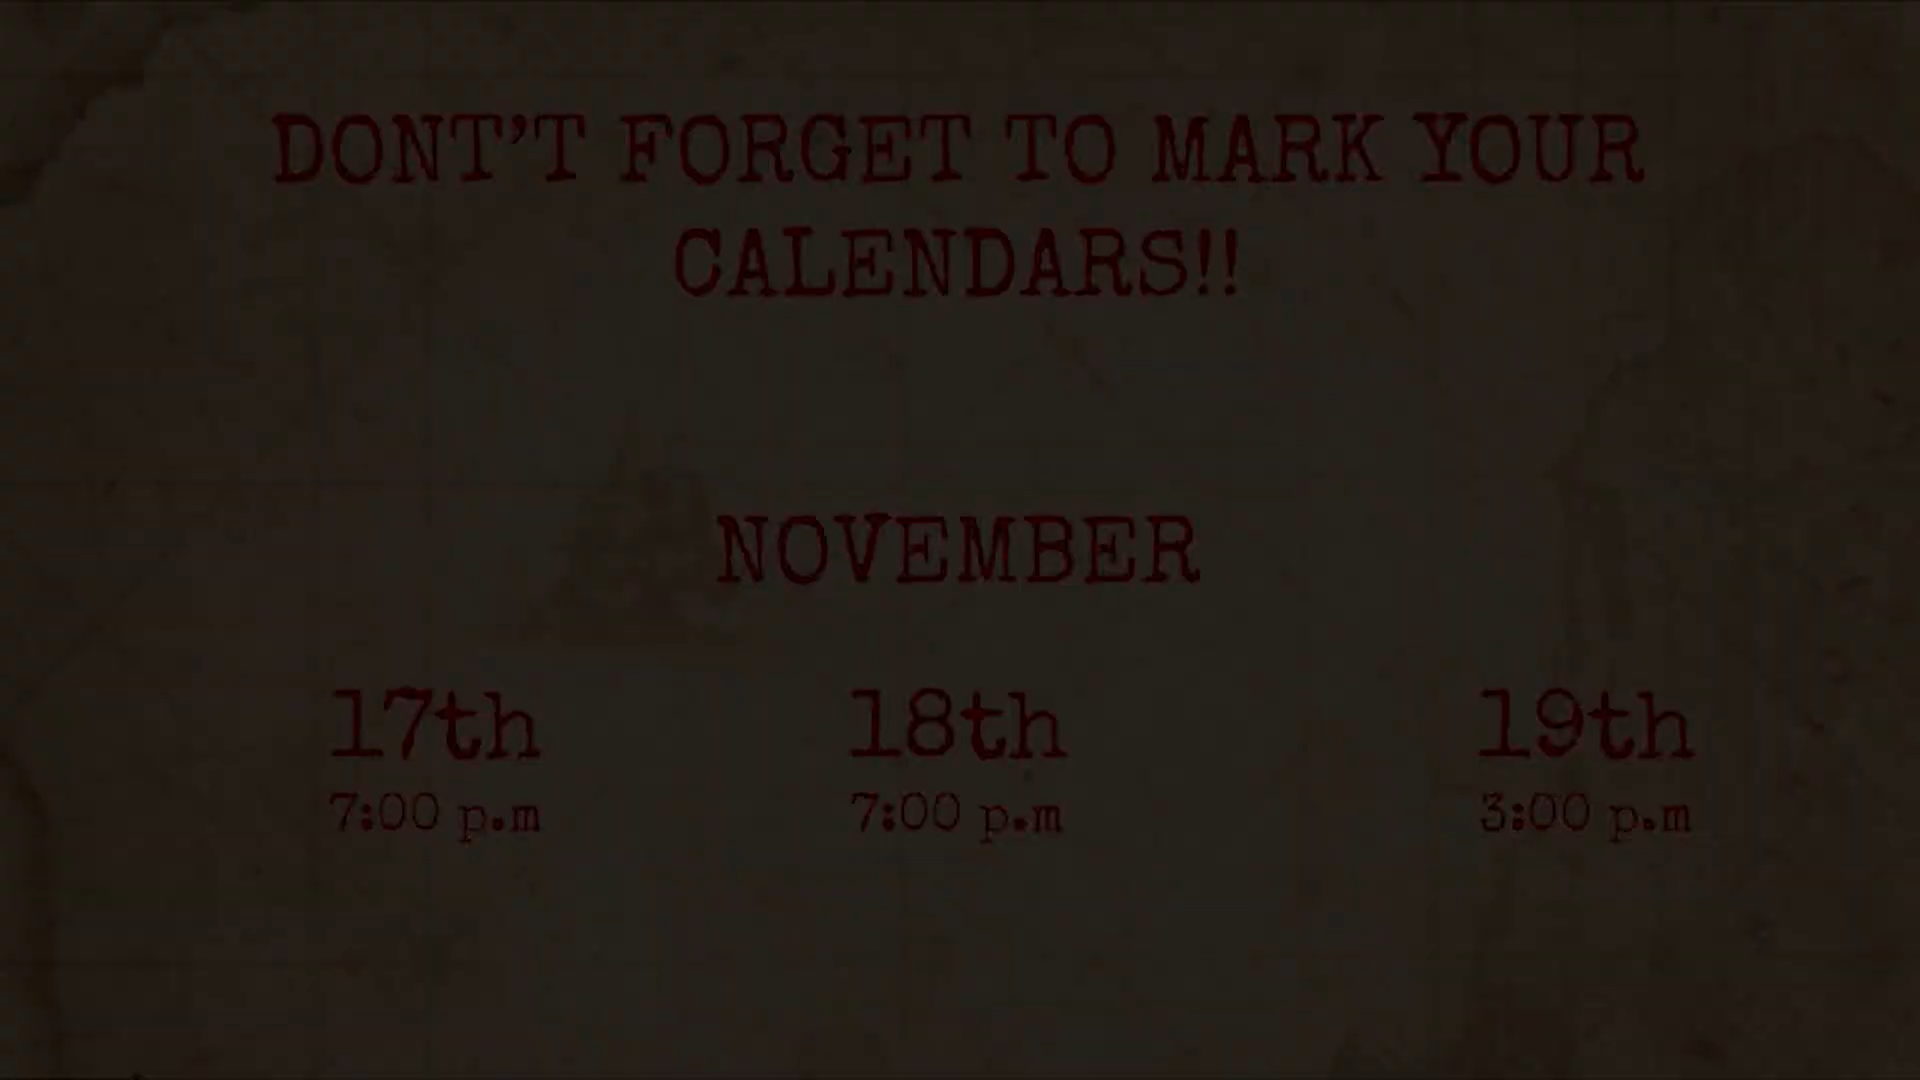 DONT'T FORGET TO MARK YOUR
CALENDARS!!
NOVEMBER
17th 18th 19th
7:00 p.m 7:00 p.m 3:00 p.m